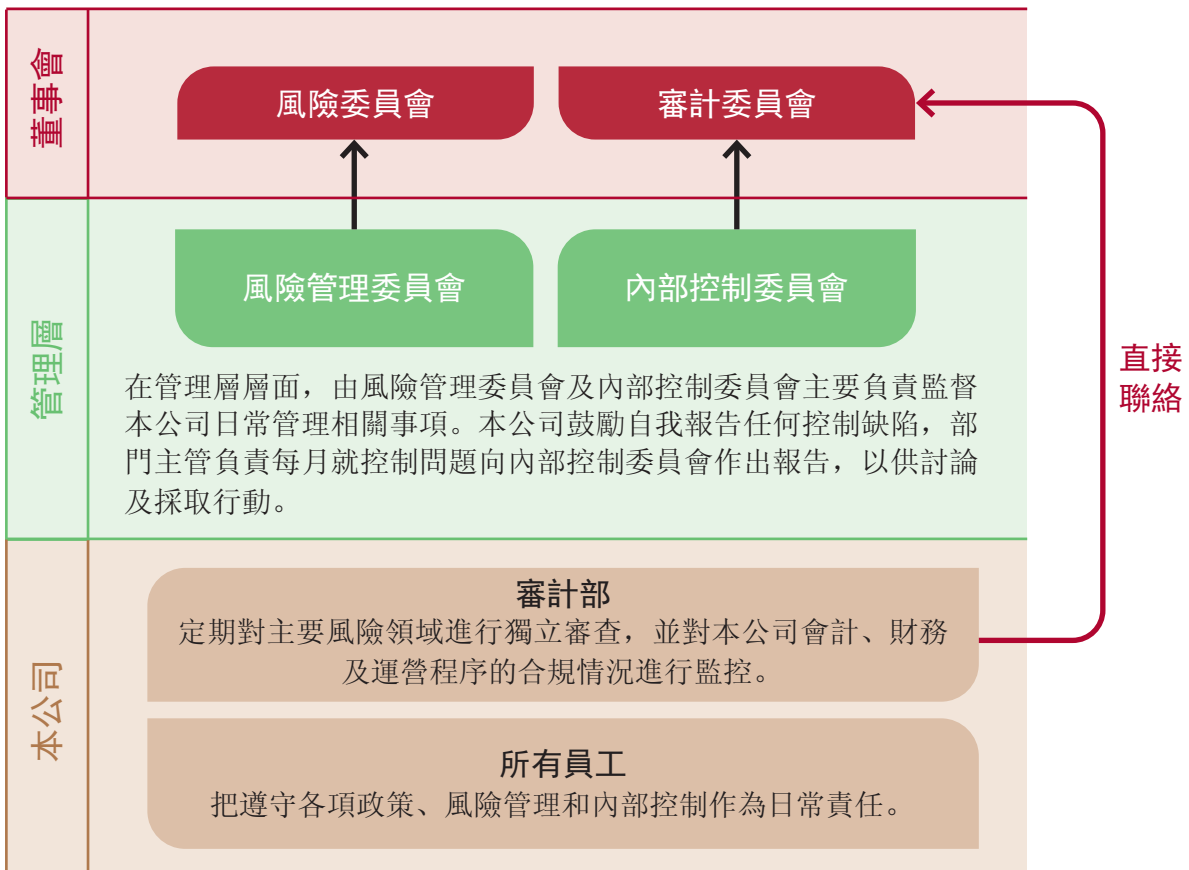 董事會
風險委員會
審計委員會
管理層
風險管理委員會
內部控制委員會
在管理層層面，由風險管理委員會及內部控制委員會主要負責監督
本公司日常管理相關事項。本公司鼓勵自我報告任何控制缺陷，部
門主管負責每月就控制問題向內部控制委員會作出報告，以供討論
及採取行動。
直接
聯絡
本公司
審計部
定期對主要風險領域進行獨立審查，並對本公司會計、財務
及運營程序的合規情況進行監控。
所有員工
把遵守各項政策、風險管理和內部控制作為日常責任。